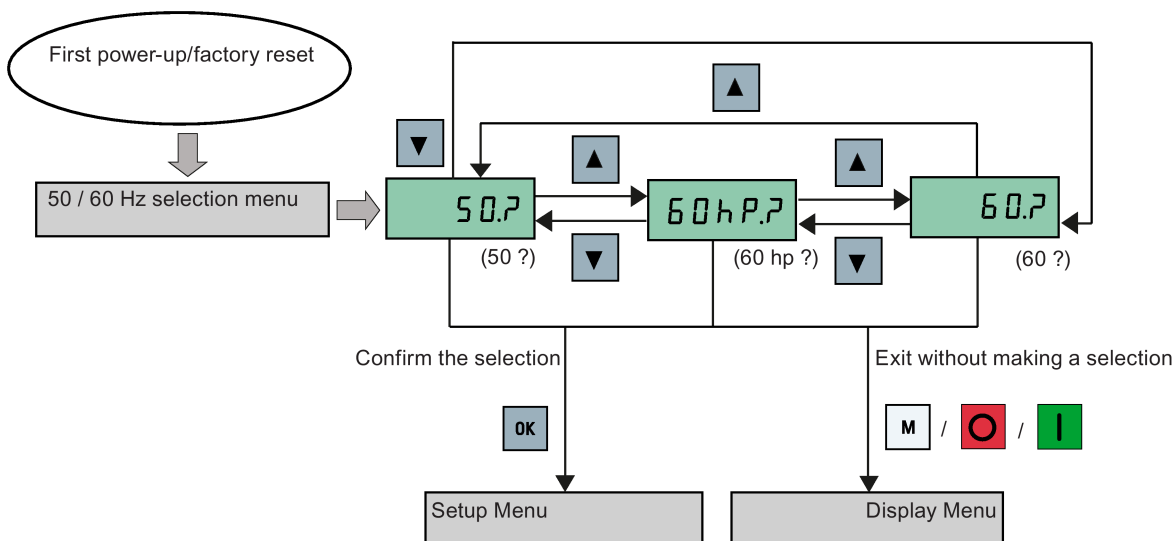 First power-up/factory reset
50 / 60 Hz selection menu
50.?
60hP.?
60.?
(50 ?)
(60 hp ?)
(60 ?)
Confirm the selection
Exit without making a selection
OK
M / / 
Setup Menu
Display Menu